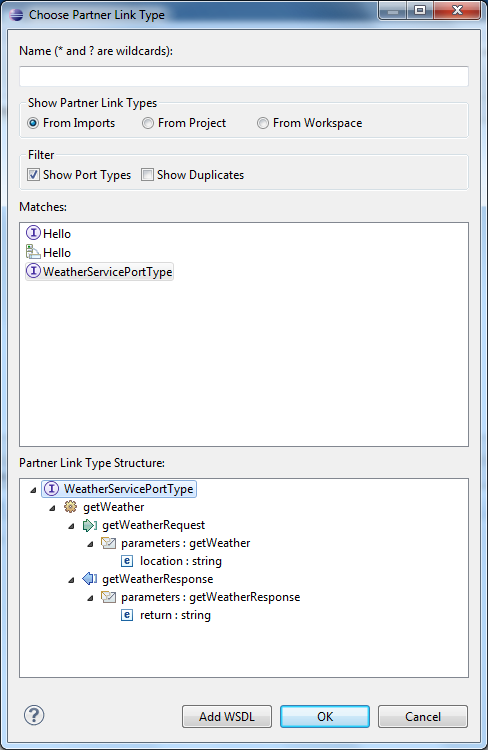 Choose Partner Link Type
Name (* and ? are wildcards):
Show Partner Link Types
From Imports From Project From Workspace
Filter
Show Port Types Show Duplicates
Matches:
Hello
Hello
WeatherServicePortType
Partner Link Type Structure:
WeatherServicePortType
getWeather
getWeatherRequest
parameters : getWeather
location : string
getWeatherResponse
parameters : getWeatherResponse
return : string
Add WSDL OK Cancel